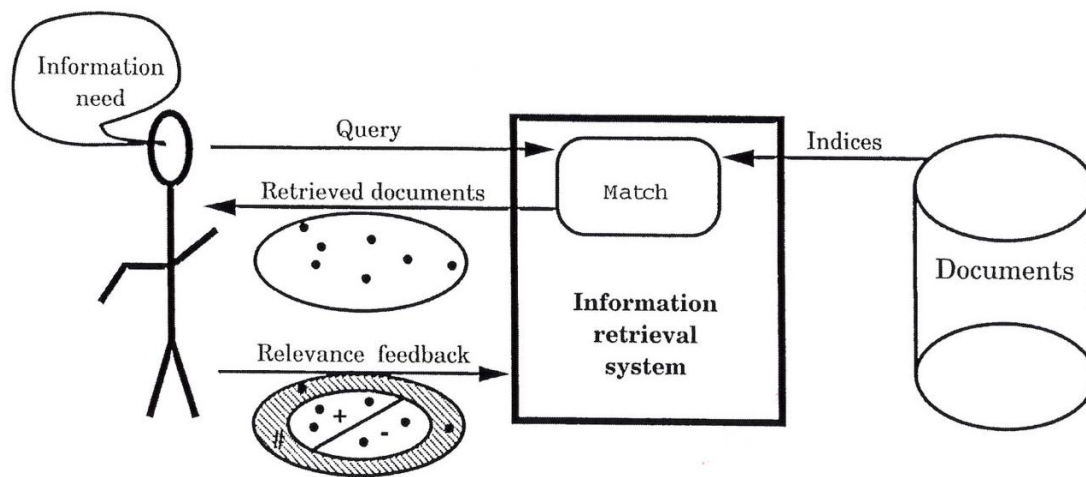 Information
need
Query
Indices
Retrieved documents
Match
Documents
Information
retrieval
system
Relevance feedback
+
-
#